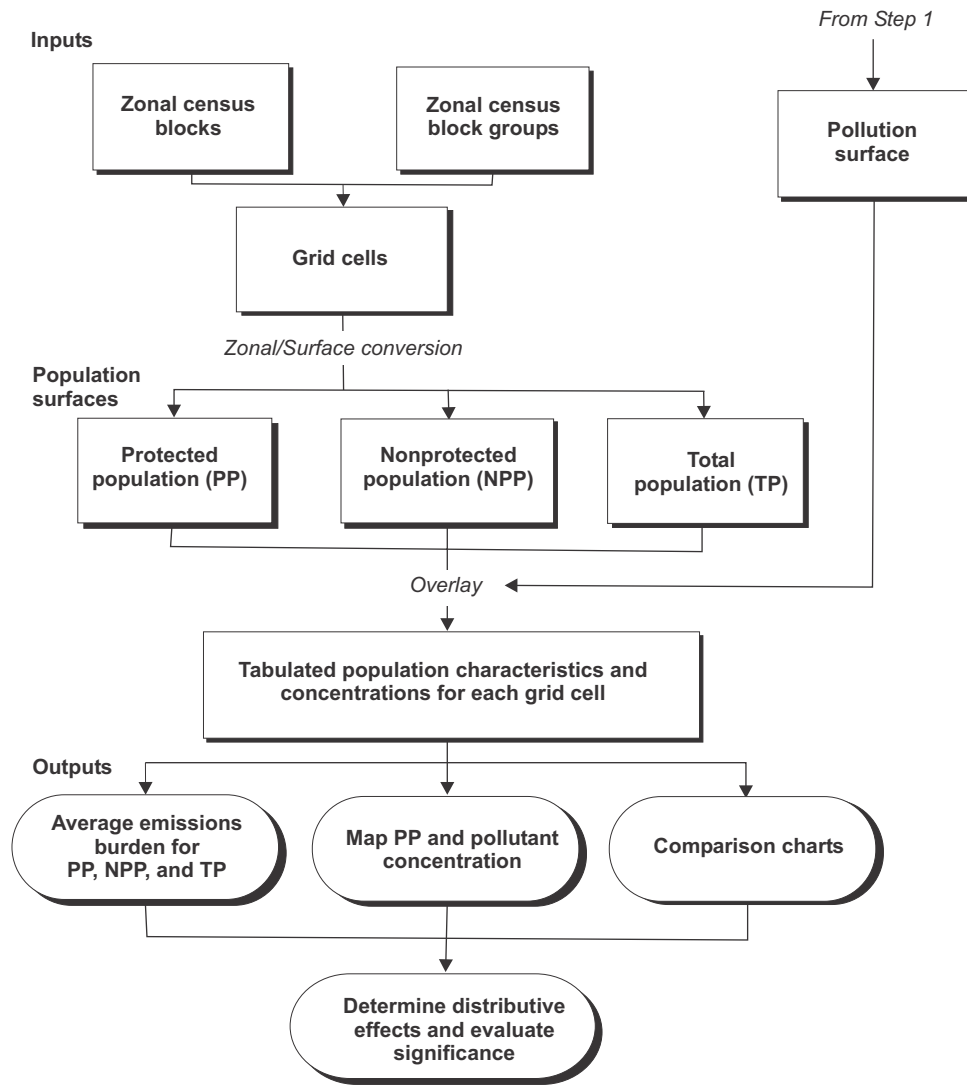 From Step 1
Inputs
Zonal census
blocks
Zonal census
block groups
Pollution
surface
Grid cells
Zonal/Surface conversion
Population
surfaces
Protected
population (PP)
Nonprotected
population (NPP)
Total
population (TP)
Overlay
Tabulated population characteristics and
concentrations for each grid cell
Outputs
Average emissions
burden for
PP, NPP, and TP
Map PP and pollutant
concentration
Comparison charts
Determine distributive
effects and evaluate
significance